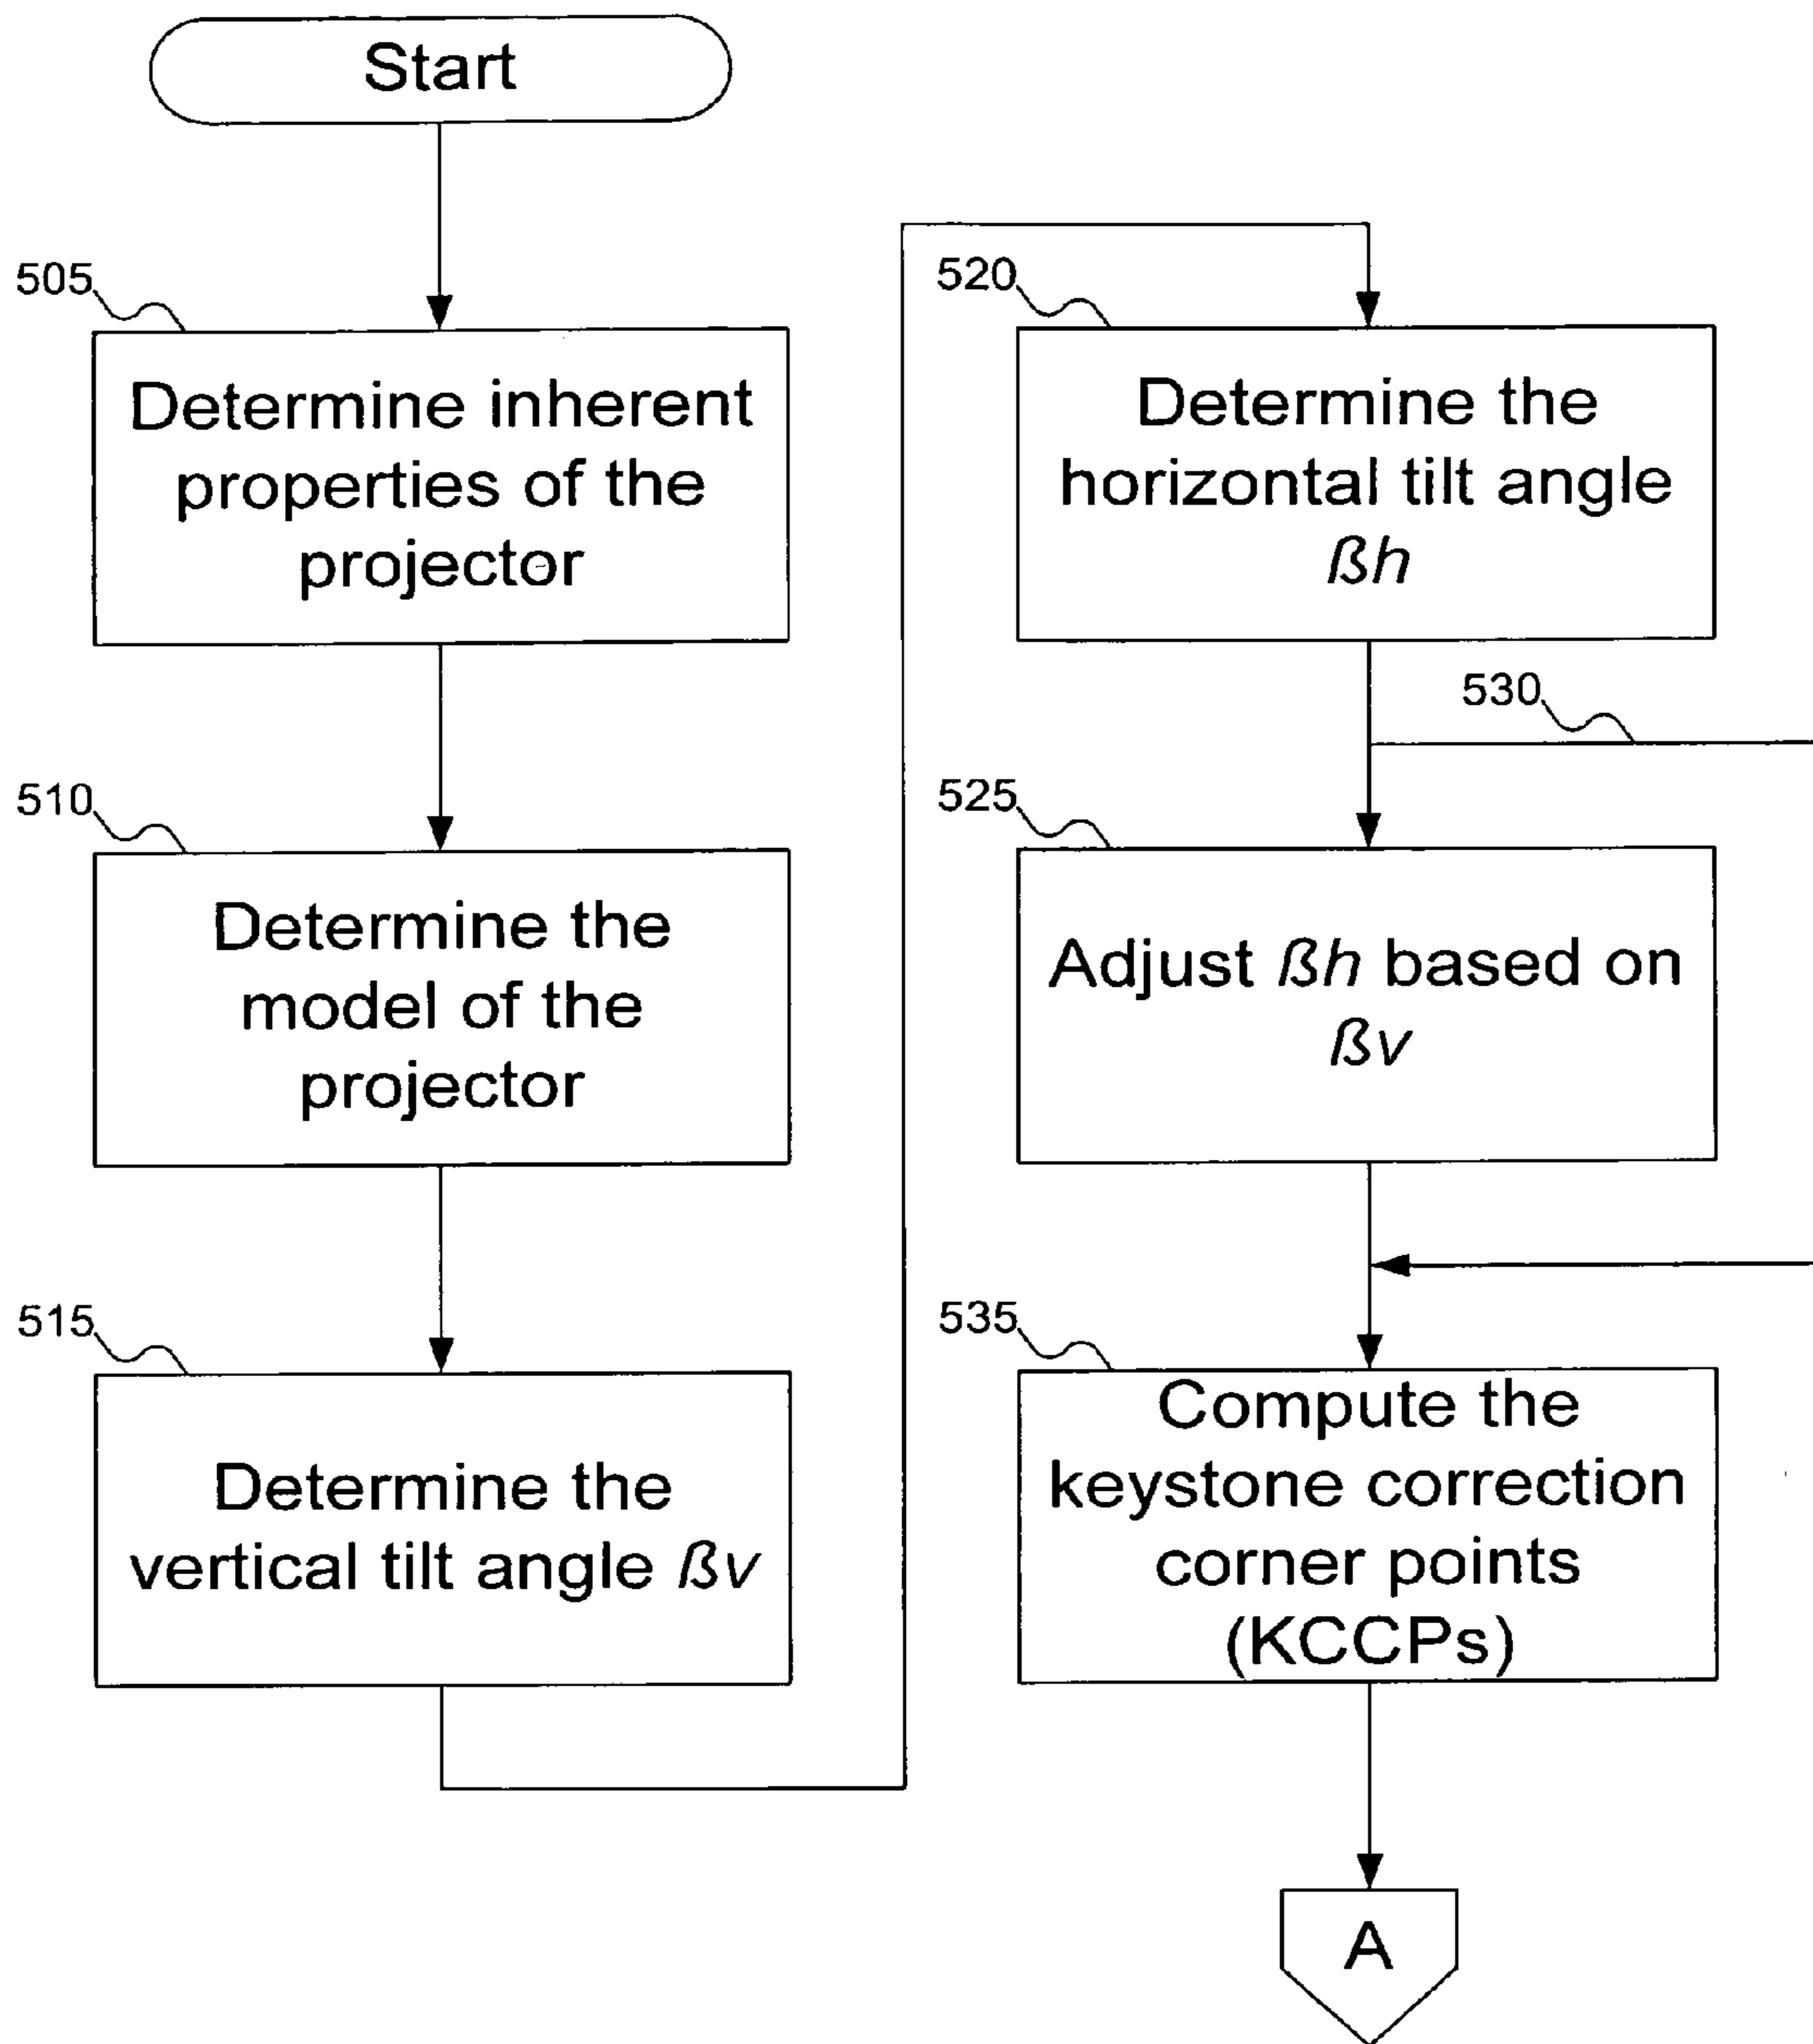 Start
505
Determine inherent
properties of the
projector
510
Determine the
model of the
projector
515
Determine the
vertical tilt angle ßv
520
Determine the
horizontal tilt angle
ßh
530
525
Adjust ßh based on
ßv
535
Compute the
keystone correction
corner points
(KCCPs)
A